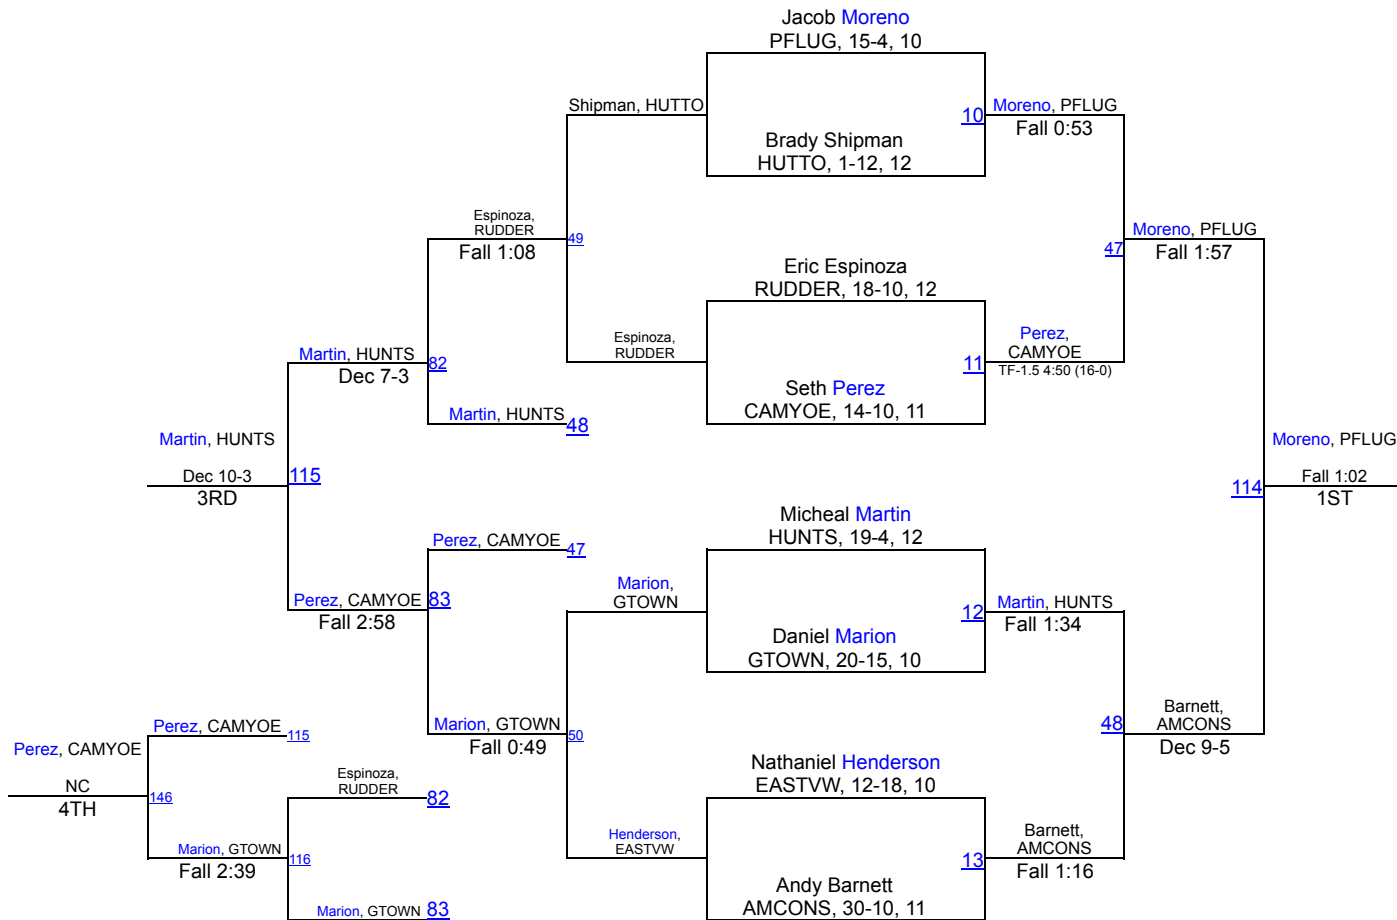 Jacob Moreno
PFLUG, 15-4, 10
Shipman, HUTTO
10
Moreno, PFLUG
Fall 0:53
Brady Shipman
HUTTO, 1-12, 12
Espinoza,
RUDDER
Fall 1:08
49
Moreno, PFLUG
Fall 1:57
47
Eric Espinoza
RUDDER, 18-10, 12
Espinoza,
RUDDER
11
Perez,
CAMYOE
TF-1.5 4:50 (16-0)
Martin, HUNTS
Dec 7-3
82
Seth Perez
CAMYOE, 14-10, 11
Martin, HUNTS
48
Martin, HUNTS
Dec 10-3
3RD
115
Moreno, PFLUG
Fall 1:02
1ST
114
Micheal Martin
HUNTS, 19-4, 12
Perez, CAMYOE
47
Marion,
GTOWN
12
Martin, HUNTS
Fall 1:34
Perez, CAMYOE
Fall 2:58
83
Daniel Marion
GTOWN, 20-15, 10
Marion, GTOWN
Fall 0:49
50
48
Barnett,
AMCONS
Dec 9-5
Perez, CAMYOE
115
Perez, CAMYOE
NC
4TH
146
Nathaniel Henderson
EASTVW, 12-18, 10
Espinoza,
RUDDER
82
Henderson,
EASTVW
13
Barnett,
AMCONS
Fall 1:16
Marion, GTOWN
Fall 2:39
116
Andy Barnett
AMCONS, 30-10, 11
Marion, GTOWN
83